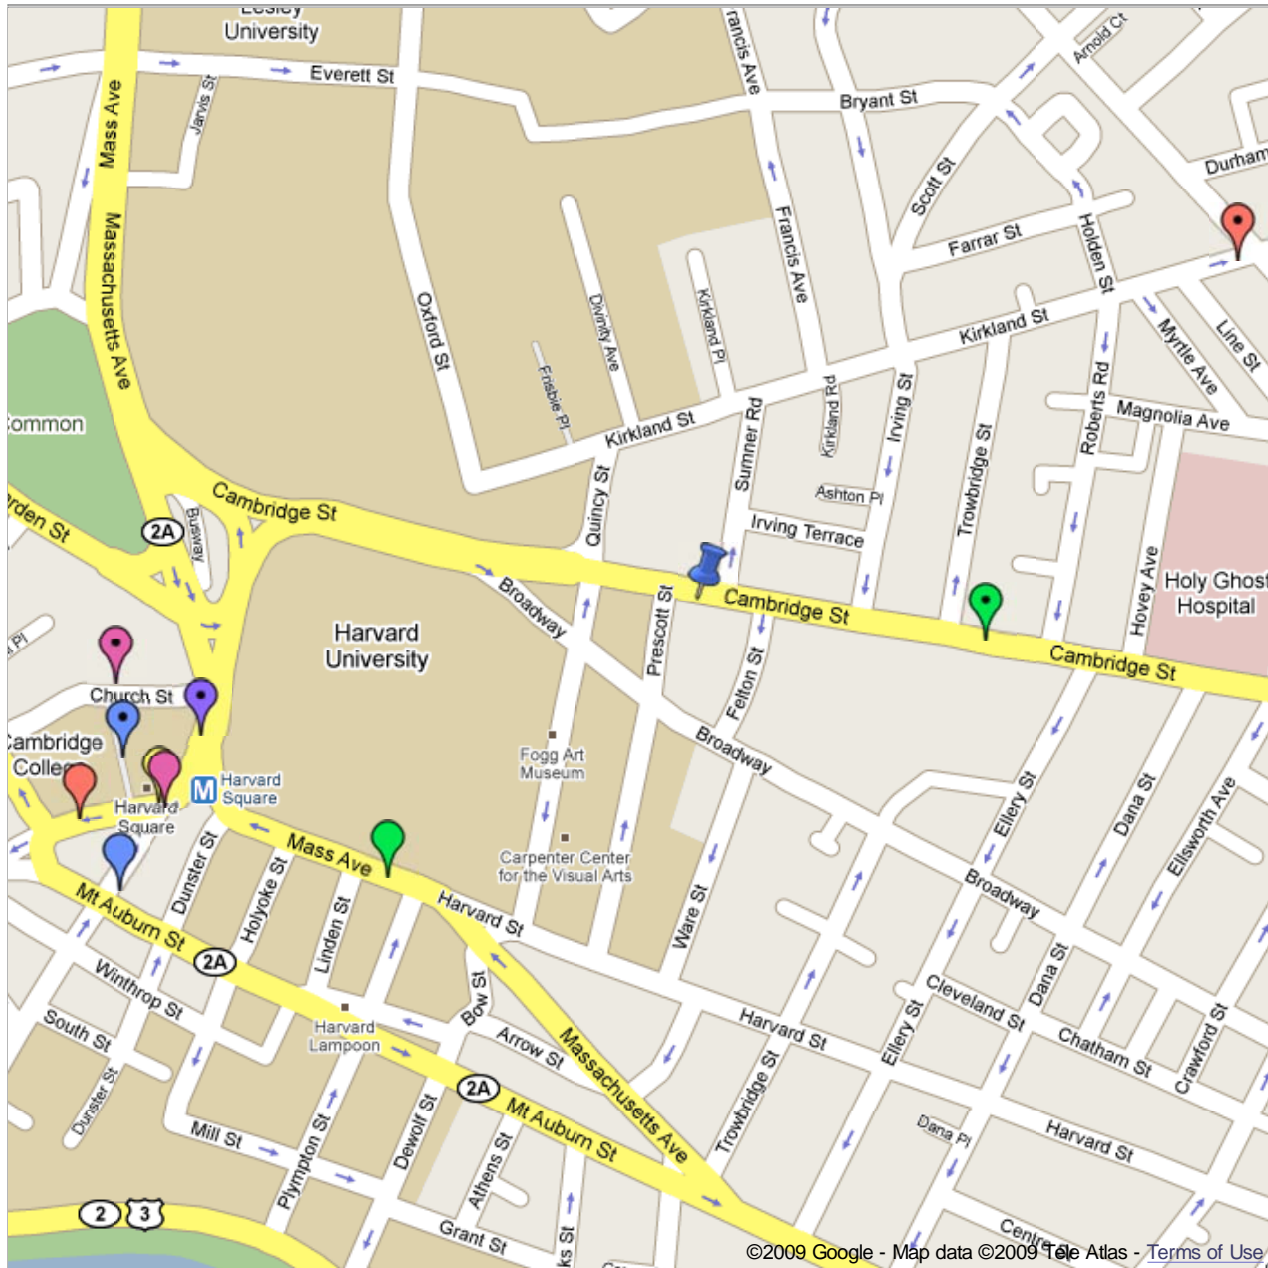 Lesley
University
Arnold Ct
Francis Ave
Mass Ave
Everett St
Jarvis St
Bryant St
Durham
Scott St
Massachusetts Ave
Francis Ave
Farrar St
Holden St
Oxford St
Divinity Ave
Kirkland Pl
Kirkland St
Line St
Myrtle Ave
Frisbie Pl
Common
Kirkland St
Sumner Rd
Kirkland Rd
Irving St
Trowbridge St
Roberts Rd
Magnolia Ave
Cambridge St
Quincy St
Ashton Pl
Irving Terrace
2A
Busway
Broadway
Prescott St
Cambridge St
Hovey Ave
Holy Ghost
Hospital
Harvard
University
Cambridge St
Church St
Felton St
Cambridge
Fogg Art
Museum
Broadway
M
Harvard
Square
Harvard
Square
Ellery St
Dana St
Ellsworth Ave
Mass Ave
Carpenter Center
for the Visual Arts
Dunster St
Holyoke St
Linden St
Harvard St
Ware St
Broadway
Mt Auburn St
2A
Winthrop St
South St
Bow St
Dana St
Cleveland St
Chatham St
Crawford St
Harvard
Lampoon
Arrow St
Massachusetts Ave
Harvard St
Ellery St
Trowbridge St
Dunster St
2A
Mt Auburn St
Mill St
Plympton St
Dewolf St
Athens St
Dana Pl
Harvard St
2
3
Grant St
Centre St
©2009 Google - Map data ©2009 Tele Atlas - Terms of Use